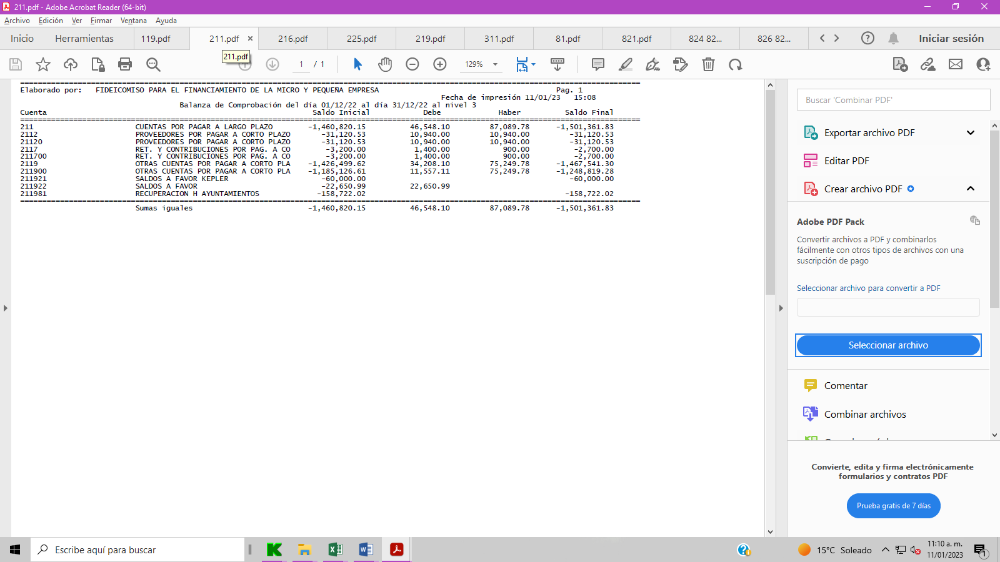 211.pdf - Adobe Acrobat Reader (64-bit)
Archivo Edición Ver Firmar Ventana Ayuda
Inicio Herramientas 119.pdf 211.pdf × 216.pdf 225.pdf 219.pdf 311.pdf 81.pdf 821.pdf 824 82... 826 82... Iniciar sesión
211.pdf
1 / 1 129%
Elaborado por: FIDEICOMISO PARA EL FINANCIAMIENTO DE LA MICRO Y PEQUEÑA EMPRESA Pag. 1
Fecha de impresión 11/01/23 15:08
Balanza de Comprobación del día 01/12/22 al día 31/12/22 al nivel 3
Cuenta Saldo Inicial Debe Haber Saldo Final
211 CUENTAS POR PAGAR A LARGO PLAZO -1,460,820.15 46,548.10 87,089.78 -1,501,361.83
2112 PROVEEDORES POR PAGAR A CORTO PLAZO -31,120.53 10,940.00 10,940.00 -31,120.53
21120 PROVEEDORES POR PAGAR A CORTO PLAZO -31,120.53 10,940.00 10,940.00 -31,120.53
2117 RET. Y CONTRIBUCIONES POR PAG. A CO -3,200.00 1,400.00 900.00 -2,700.00
211700 RET. Y CONTRIBUCIONES POR PAG. A CO -3,200.00 1,400.00 900.00 -2,700.00
2119 OTRAS CUENTAS POR PAGAR A CORTO PLA -1,426,499.62 34,208.10 75,249.78 -1,467,541.30
211900 OTRAS CUENTAS POR PAGAR A CORTO PLA -1,185,126.61 11,557.11 75,249.78 -1,248,819.28
211921 SALDOS A FAVOR KEPLER -60,000.00 -60,000.00
211922 SALDOS A FAVOR -22,650.99 22,650.99
211981 RECUPERACION H AYUNTAMIENTOS -158,722.02 -158,722.02
Sumas iguales -1,460,820.15 46,548.10 87,089.78 -1,501,361.83
Buscar 'Combinar PDF'
Exportar archivo PDF
Editar PDF
Crear archivo PDF
Adobe PDF Pack
Convertir archivos a PDF y combinarlos
fácilmente con otros tipos de archivos con una
suscripción de pago
Seleccionar archivo para convertir a PDF
Seleccionar archivo
Comentar
Combinar archivos
Convierte, edita y firma electrónicamente
formularios y contratos PDF
Prueba gratis de 7 días
Escribe aquí para buscar
15°C Soleado
11:10 a. m.
11/01/2023
1